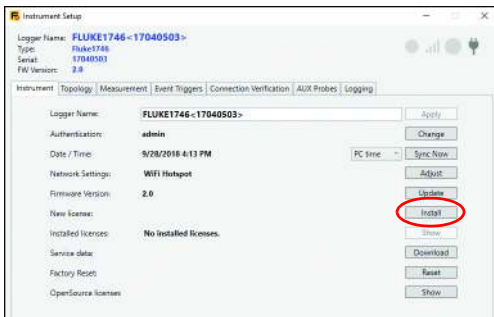 Instrument Setup
Logger Name: FLUKE1746<17040503>
Type: Fluke1746
Serial: 17040503
FW Version: 2.0
Instrument Topology Measurement Event Triggers Connection Verification AUX Probes Logging
Logger Name: FLUKE1746<17040503> Apply
Authentication: admin Change
Date / Time: 9/28/2018 4:13 PM PC time Sync Now
Network Settings: WiFi Hotspot Adjust
Firmware Version: 2.0 Update
New license: Install
Installed licenses: No installed licenses. Show
Service data: Download
Factory Reset: Reset
OpenSource licenses Show